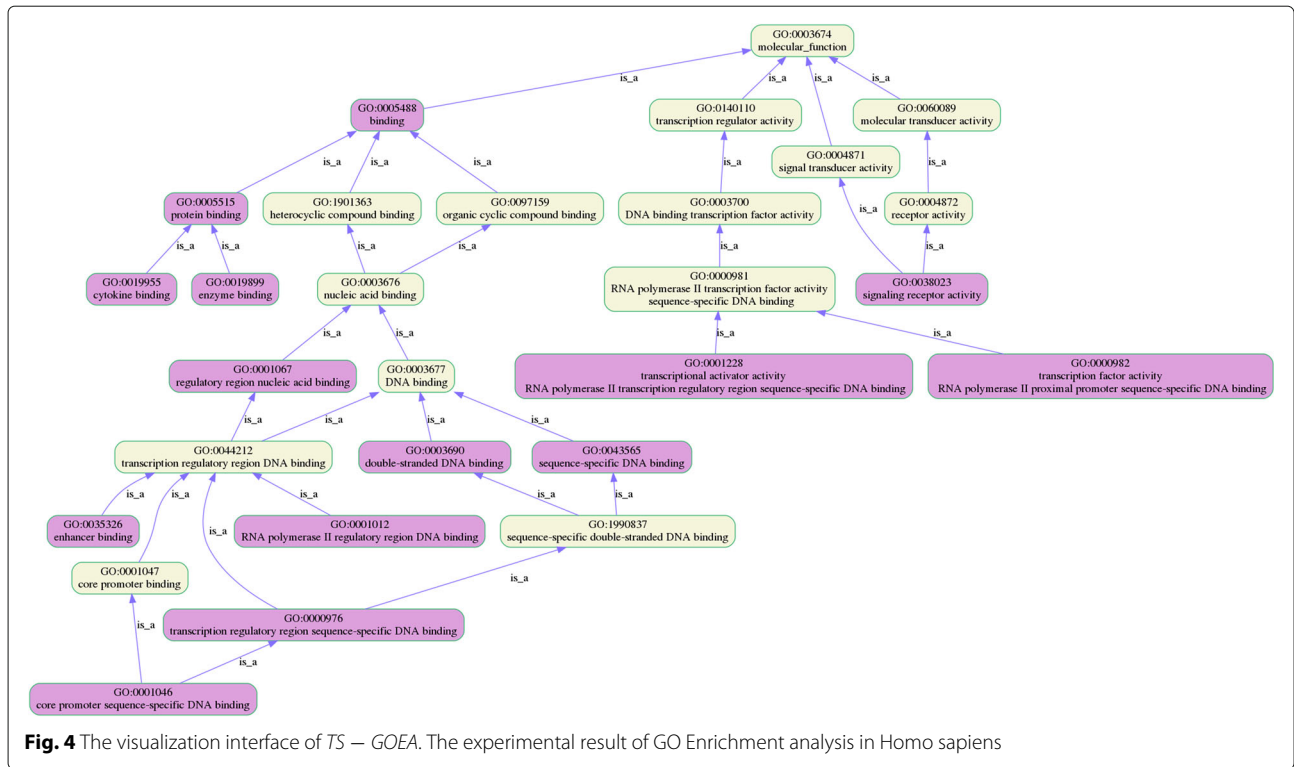 GO:0003674
molecular_function
is_a
is_a
is_a
is_a
GO:0005488
binding
GO:0140110
transcription regulator activity
GO:0060089
molecular transducer activity
GO:0004871
signal transducer activity
is_a
is_a
is_a
is_a
is_a
GO:0005515
protein binding
GO:1901363
heterocyclic compound binding
GO:0097159
organic cyclic compound binding
GO:0003700
DNA binding transcription factor activity
GO:0004872
receptor activity
is_a
is_a
is_a
is_a
is_a
is_a
is_a
GO:0019955
cytokine binding
GO:0019899
enzyme binding
GO:0003676
nucleic acid binding
GO:0000981
RNA polymerase II transcription factor activity
sequence-specific DNA binding
GO:0038023
signaling receptor activity
is_a
is_a
is_a
is_a
GO:0001067
regulatory region nucleic acid binding
GO:0003677
DNA binding
GO:0001228
transcriptional activator activity
RNA polymerase II transcription regulatory region sequence-specific DNA binding
GO:0000982
transcription factor activity
RNA polymerase II proximal promoter sequence-specific DNA binding
is_a
is_a
is_a
is_a
GO:0044212
transcription regulatory region DNA binding
GO:0003690
double-stranded DNA binding
GO:0043565
sequence-specific DNA binding
is_a
is_a
is_a
is_a
is_a
is_a
GO:0035326
enhancer binding
GO:0001012
RNA polymerase II regulatory region DNA binding
GO:1990837
sequence-specific double-stranded DNA binding
GO:0001047
core promoter binding
is_a
GO:0000976
transcription regulatory region sequence-specific DNA binding
is_a
is_a
GO:0001046
core promoter sequence-specific DNA binding
Fig. 4 The visualization interface of TS − GOEA. The experimental result of GO Enrichment analysis in Homo sapiens